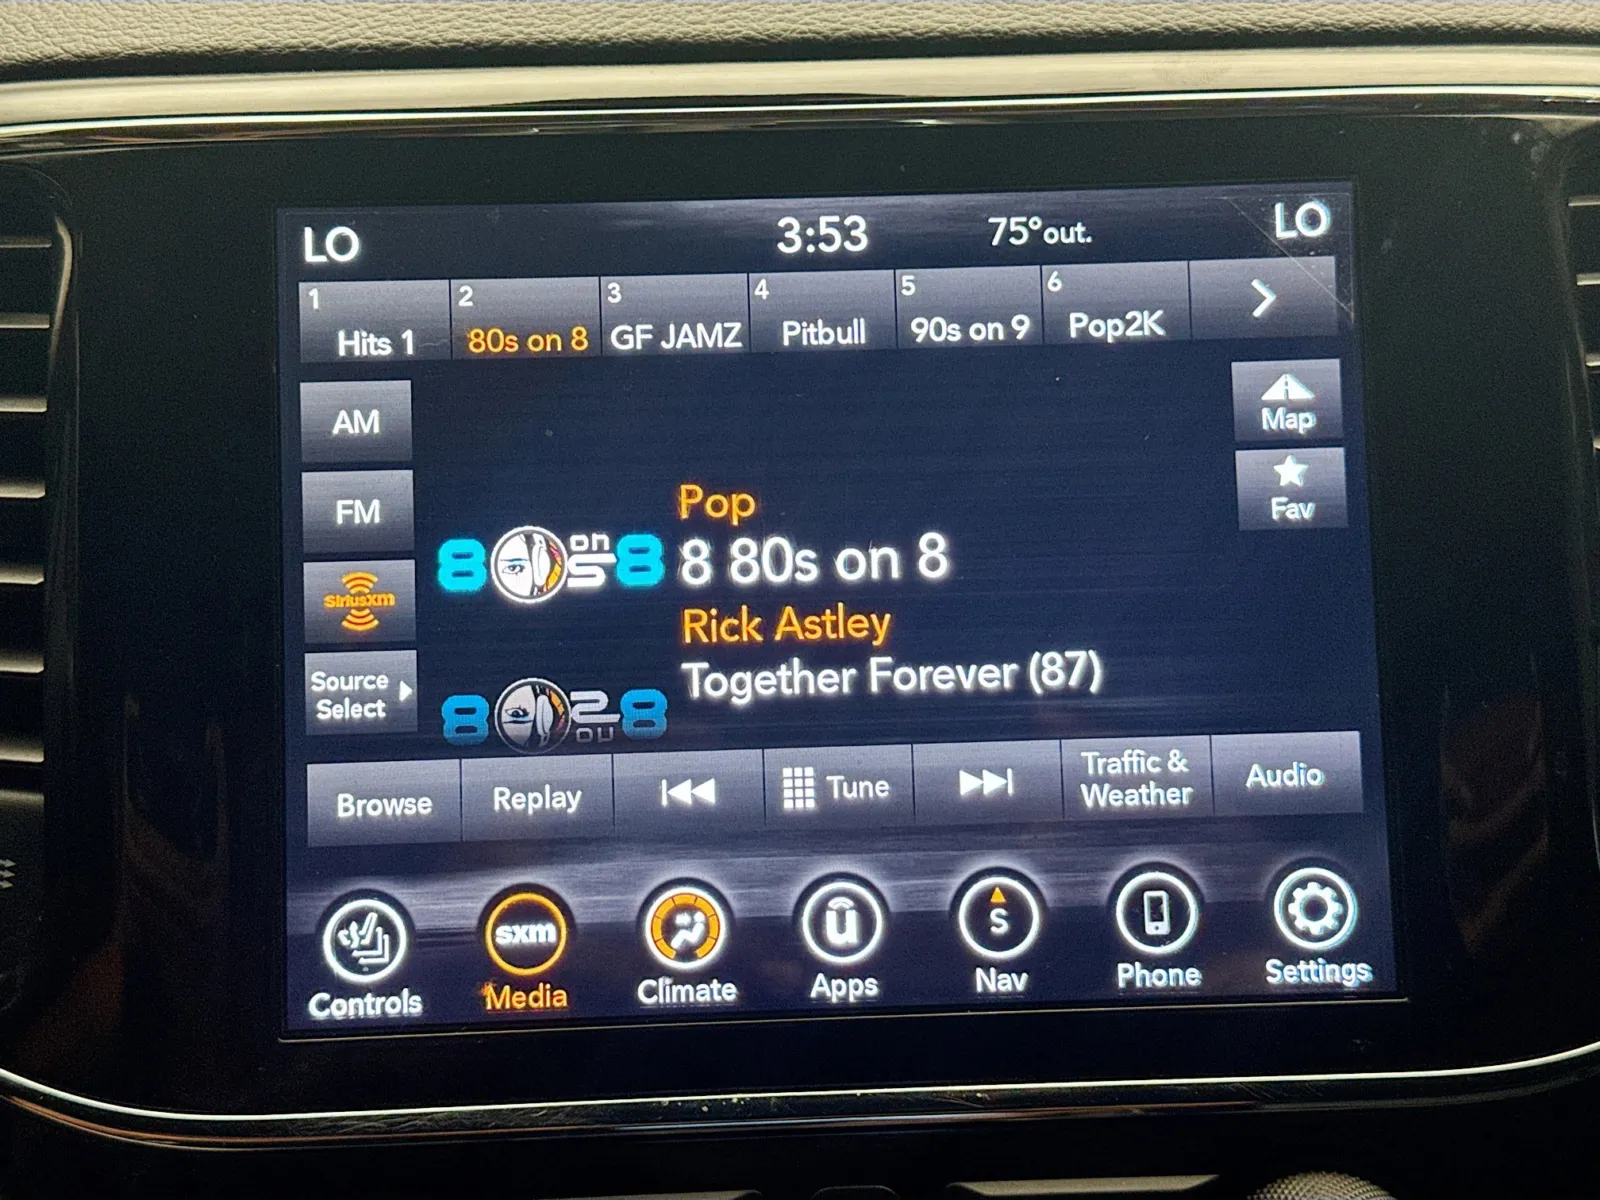 LO
3:53
75°out.
LO
1
Hits 1
2
80s on 8
3
GF JAMZ
4
Pitbull
5
90s on 9
6
Pop2K
AM
FM
SiriusXM
Source
Select
Map
Fav
8 on 8
S
Pop
8 80s on 8
Rick Astley
Together Forever (87)
Browse
Replay
Tune
Traffic &
Weather
Audio
sxm
u
S
Controls
Media
Climate
Apps
Nav
Phone
Settings